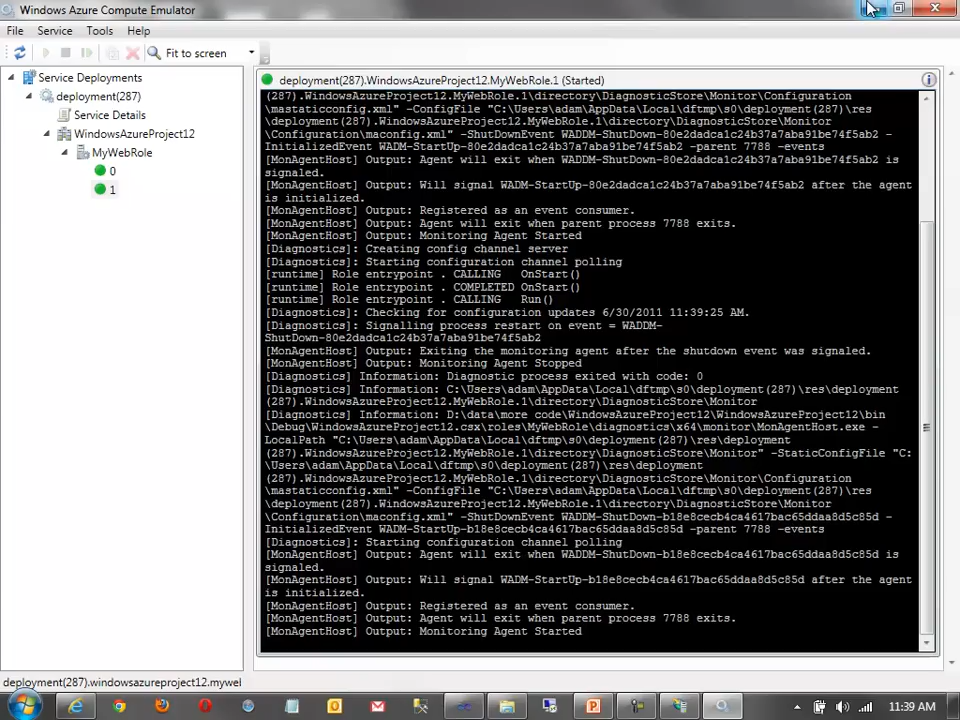 Windows Azure Compute Emulator
File Service Tools Help
Fit to screen
Service Deployments
deployment(287)
Service Details
WindowsAzureProject12
MyWebRole
0
1
deployment(287).WindowsAzureProject12.MyWebRole.1 (Started)
(287).WindowsAzureProject12.MyWebRole.1\directory\DiagnosticStore\Monitor\Configuration
\mastaticconfig.xml" -ConfigFile "C:\Users\adam\AppData\Local\dftmp\s0\deployment(287)\res
\deployment(287).WindowsAzureProject12.MyWebRole.1\directory\DiagnosticStore\Monitor
\Configuration\maconfig.xml" -ShutDownEvent WADDM-ShutDown-80e2dadca1c24b37a7aba91be74f5ab2 -
InitializedEvent WADM-StartUp-80e2dadca1c24b37a7aba91be74f5ab2 -parent 7788 -events
[MonAgentHost] Output: Agent will exit when WADDM-ShutDown-80e2dadca1c24b37a7aba91be74f5ab2 is
signaled.
[MonAgentHost] Output: Will signal WADM-StartUp-80e2dadca1c24b37a7aba91be74f5ab2 after the agent
is initialized.
[MonAgentHost] Output: Registered as an event consumer.
[MonAgentHost] Output: Agent will exit when parent process 7788 exits.
[MonAgentHost] Output: Monitoring Agent Started
[Diagnostics]: Creating config channel server
[Diagnostics]: Starting configuration channel polling
[runtime] Role entrypoint . CALLING OnStart()
[runtime] Role entrypoint . COMPLETED OnStart()
[runtime] Role entrypoint . CALLING Run()
[Diagnostics]: Checking for configuration updates 6/30/2011 11:39:25 AM.
[Diagnostics]: Signalling process restart on event = WADDM-
ShutDown-80e2dadca1c24b37a7aba91be74f5ab2
[MonAgentHost] Output: Exiting the monitoring agent after the shutdown event was signaled.
[MonAgentHost] Output: Monitoring Agent Stopped
[Diagnostics] Information: Diagnostic process exited with code: 0
[Diagnostics] Information: C:\Users\adam\AppData\Local\dftmp\s0\deployment(287)\res\deployment
(287).WindowsAzureProject12.MyWebRole.1\directory\DiagnosticStore\Monitor
[Diagnostics] Information: D:\data\more code\WindowsAzureProject12\WindowsAzureProject12\bin
\Debug\WindowsAzureProject12.csx\roles\MyWebRole\diagnostics\x64\monitor\MonAgentHost.exe -
LocalPath "C:\Users\adam\AppData\Local\dftmp\s0\deployment(287)\res\deployment
(287).WindowsAzureProject12.MyWebRole.1\directory\DiagnosticStore\Monitor" -StaticConfigFile "C:
\Users\adam\AppData\Local\dftmp\s0\deployment(287)\res\deployment
(287).WindowsAzureProject12.MyWebRole.1\directory\DiagnosticStore\Monitor\Configuration
\mastaticconfig.xml" -ConfigFile "C:\Users\adam\AppData\Local\dftmp\s0\deployment(287)\res
\deployment(287).WindowsAzureProject12.MyWebRole.1\directory\DiagnosticStore\Monitor
\Configuration\maconfig.xml" -ShutDownEvent WADDM-ShutDown-b18e8cecb4ca4617bac65ddaa8d5c85d -
InitializedEvent WADM-StartUp-b18e8cecb4ca4617bac65ddaa8d5c85d -parent 7788 -events
[Diagnostics]: Starting configuration channel polling
[MonAgentHost] Output: Agent will exit when WADDM-ShutDown-b18e8cecb4ca4617bac65ddaa8d5c85d is
signaled.
[MonAgentHost] Output: Will signal WADM-StartUp-b18e8cecb4ca4617bac65ddaa8d5c85d after the agent
is initialized.
[MonAgentHost] Output: Registered as an event consumer.
[MonAgentHost] Output: Agent will exit when parent process 7788 exits.
[MonAgentHost] Output: Monitoring Agent Started
deployment(287).windowsazureproject12.mywel
11:39 AM